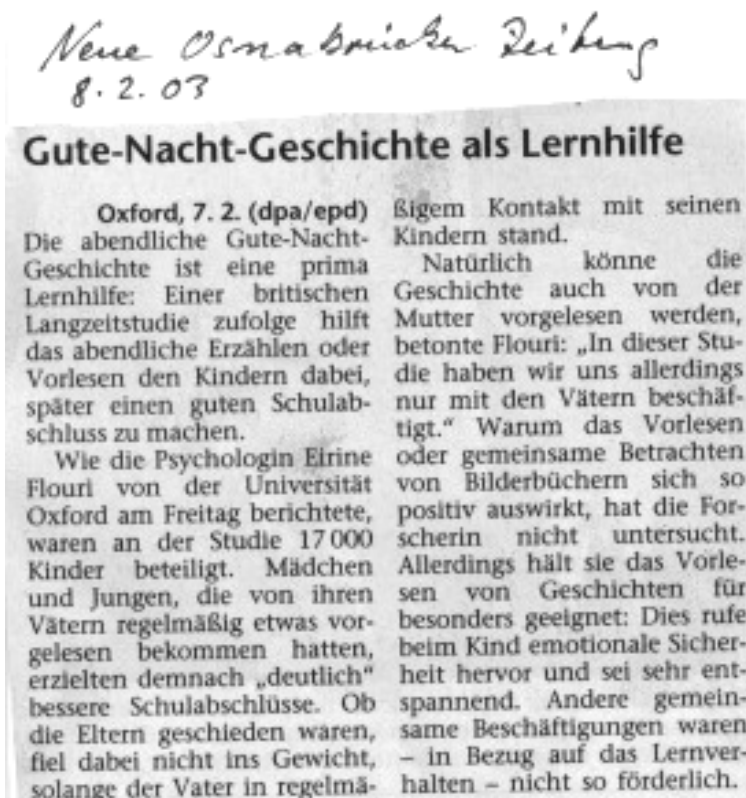 Neue Osnabrücker Zeitung
8.2.03
Gute-Nacht-Geschichte als Lernhilfe
Oxford, 7. 2. (dpa/epd)
Die abendliche Gute-Nacht-
Geschichte ist eine prima
Lernhilfe: Einer britischen
Langzeitstudie zufolge hilft
das abendliche Erzählen oder
Vorlesen den Kindern dabei,
später einen guten Schulab-
schluss zu machen.
Wie die Psychologin Eirine
Flouri von der Universität
Oxford am Freitag berichtete,
waren an der Studie 17 000
Kinder beteiligt. Mädchen
und Jungen, die von ihren
Vätern regelmäßig etwas vor-
gelesen bekommen hatten,
erzielten demnach „deutlich“
bessere Schulabschlüsse. Ob
die Eltern geschieden waren,
fiel dabei nicht ins Gewicht,
solange der Vater in regelmä-
ßigem Kontakt mit seinen
Kindern stand.
Natürlich könne die
Geschichte auch von der
Mutter vorgelesen werden,
betonte Flouri: „In dieser Stu-
die haben wir uns allerdings
nur mit den Vätern beschäf-
tigt.“ Warum das Vorlesen
oder gemeinsame Betrachten
von Bilderbüchern sich so
positiv auswirkt, hat die For-
scherin nicht untersucht.
Allerdings hält sie das Vorle-
sen von Geschichten für
besonders geeignet: Dies rufe
beim Kind emotionale Sicher-
heit hervor und sei sehr ent-
spannend. Andere gemein-
same Beschäftigungen waren
– in Bezug auf das Lernver-
halten – nicht so förderlich.